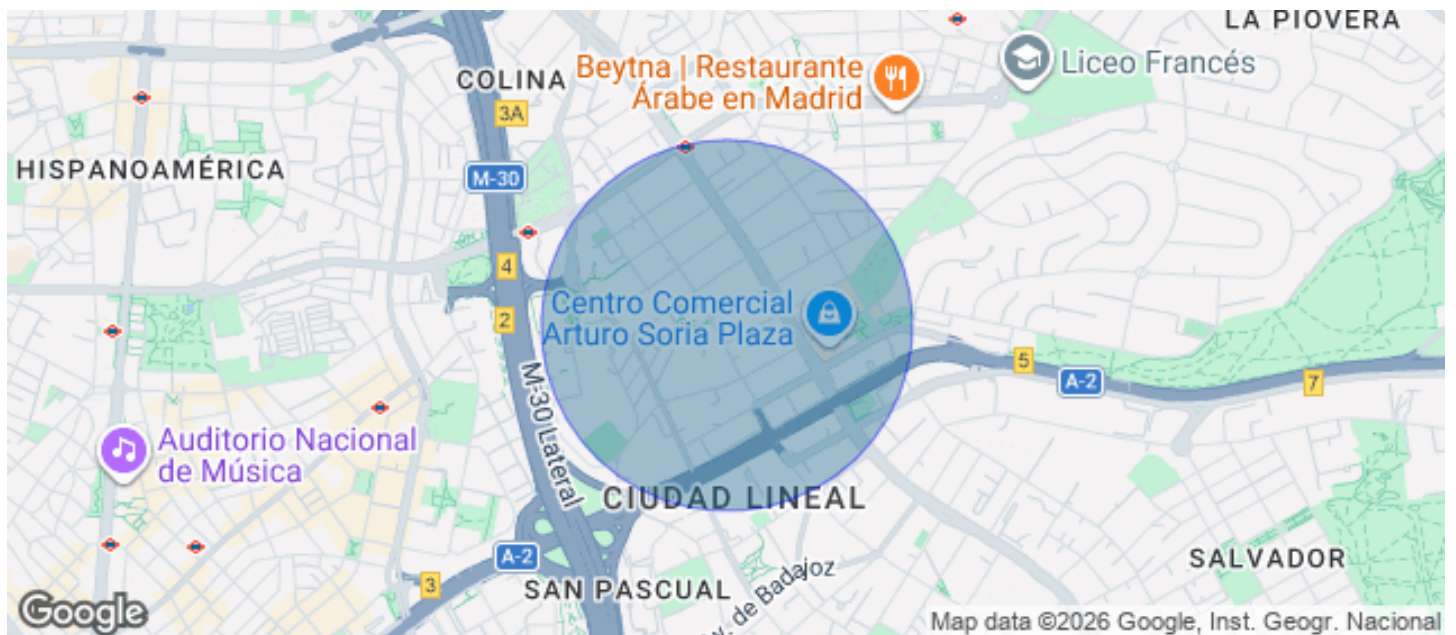 LA PIOVERA
COLINA
Beytna | Restaurante
Árabe en Madrid
Liceo Francés
3A
HISPANOAMÉRICA
M-30
4
2
Centro Comercial
Arturo Soria Plaza
M-30 Lateral
5
A-2
7
Auditorio Nacional
de Música
CIUDAD LINEAL
A-2
3
SAN PASCUAL
Av. de Badajoz
SALVADOR
Google
Map data ©2026 Google, Inst. Geogr. Nacional